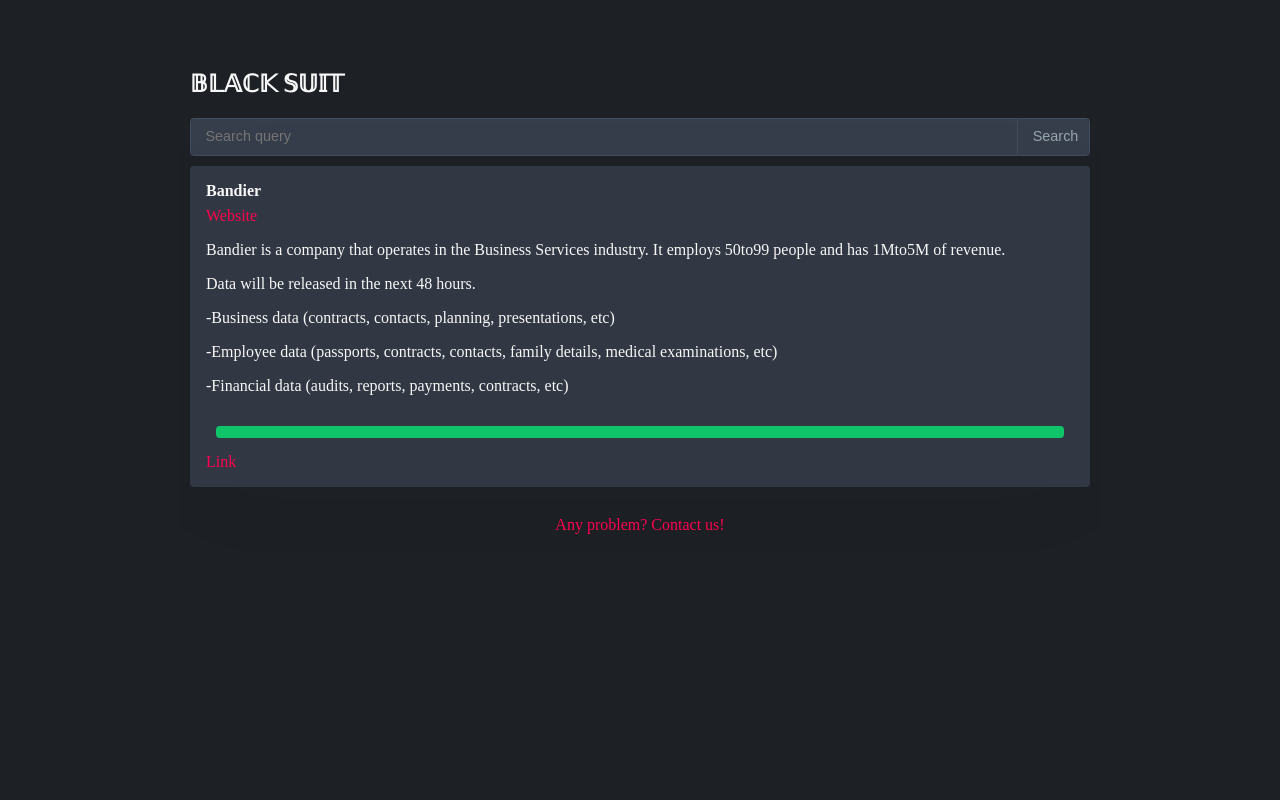 𝔹𝕃𝔸ℂ𝕂 𝕊𝕌𝕀𝕋
Search query
Search
Bandier
Website
Bandier is a company that operates in the Business Services industry. It employs 50to99 people and has 1Mto5M of revenue.
Data will be released in the next 48 hours.
-Business data (contracts, contacts, planning, presentations, etc)
-Employee data (passports, contracts, contacts, family details, medical examinations, etc)
-Financial data (audits, reports, payments, contracts, etc)
Link
Any problem? Contact us!